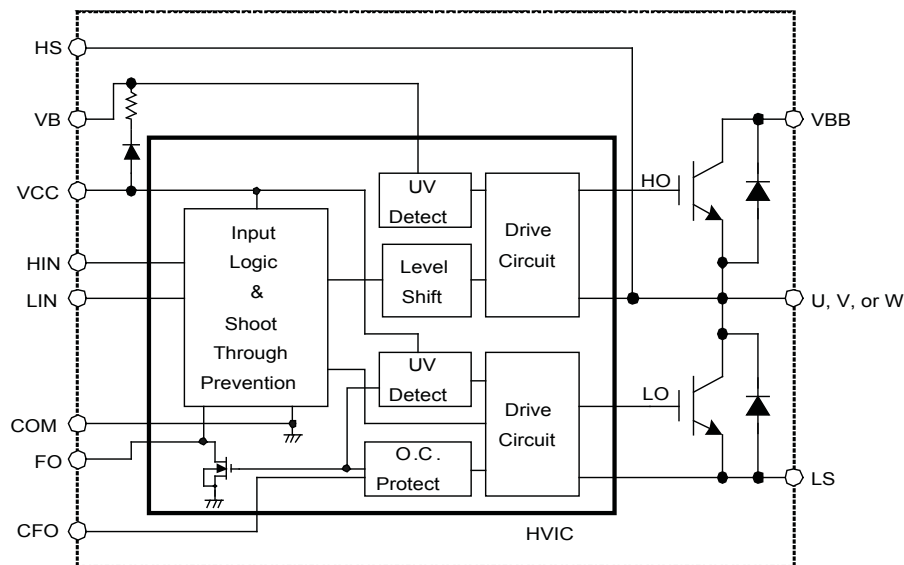 HS
VB
VCC
HIN
LIN
COM
FO
CFO
Input
Logic
&
Shoot
Through
Prevention
UV
Detect
Level
Shift
Drive
Circuit
UV
Detect
O.C.
Protect
Drive
Circuit
HVIC
HO
LO
VBB
U, V, or W
LS